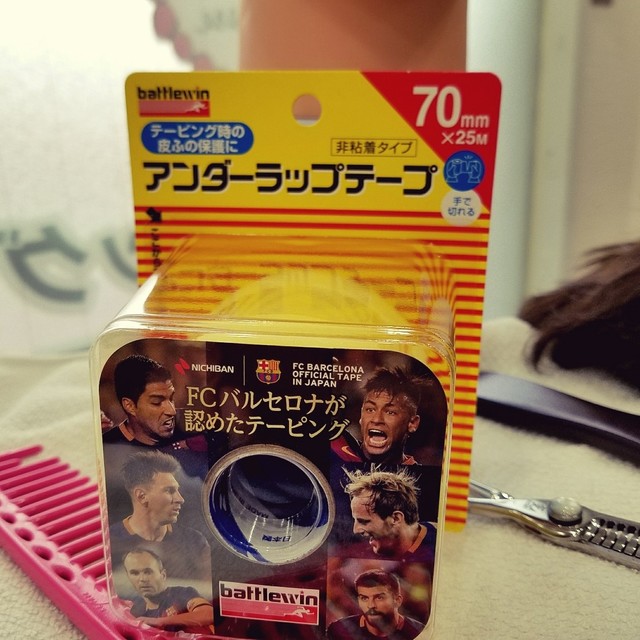 battlewin
70mm
×25M
テーピング時の
皮ふの保護に
非粘着タイプ
アンダーラップテープ
手で
切れる
NICHIBAN
FC BARCELONA
OFFICIAL TAPE
IN JAPAN
FCバルセロナが
認めたテーピング
battlewin